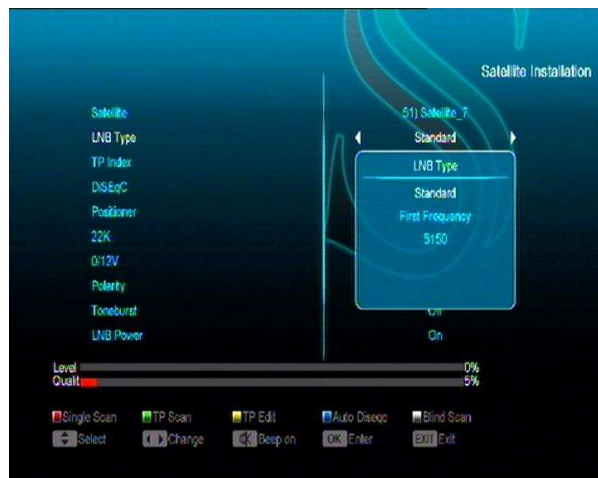 Satellite Installation
Satellite 51) Satellite_7
LNB Type Standard
TP Index LNB Type
DiSEqC Standard
Positioner First Frequency
22K 5150
0/12V
Polarity
Toneburst Off
LNB Power On
Level 0%
Qualit 5%
Single Scan TP Scan TP Edit Auto Diseqc Blind Scan
Select Change Beep on OK Enter EXIT Exit